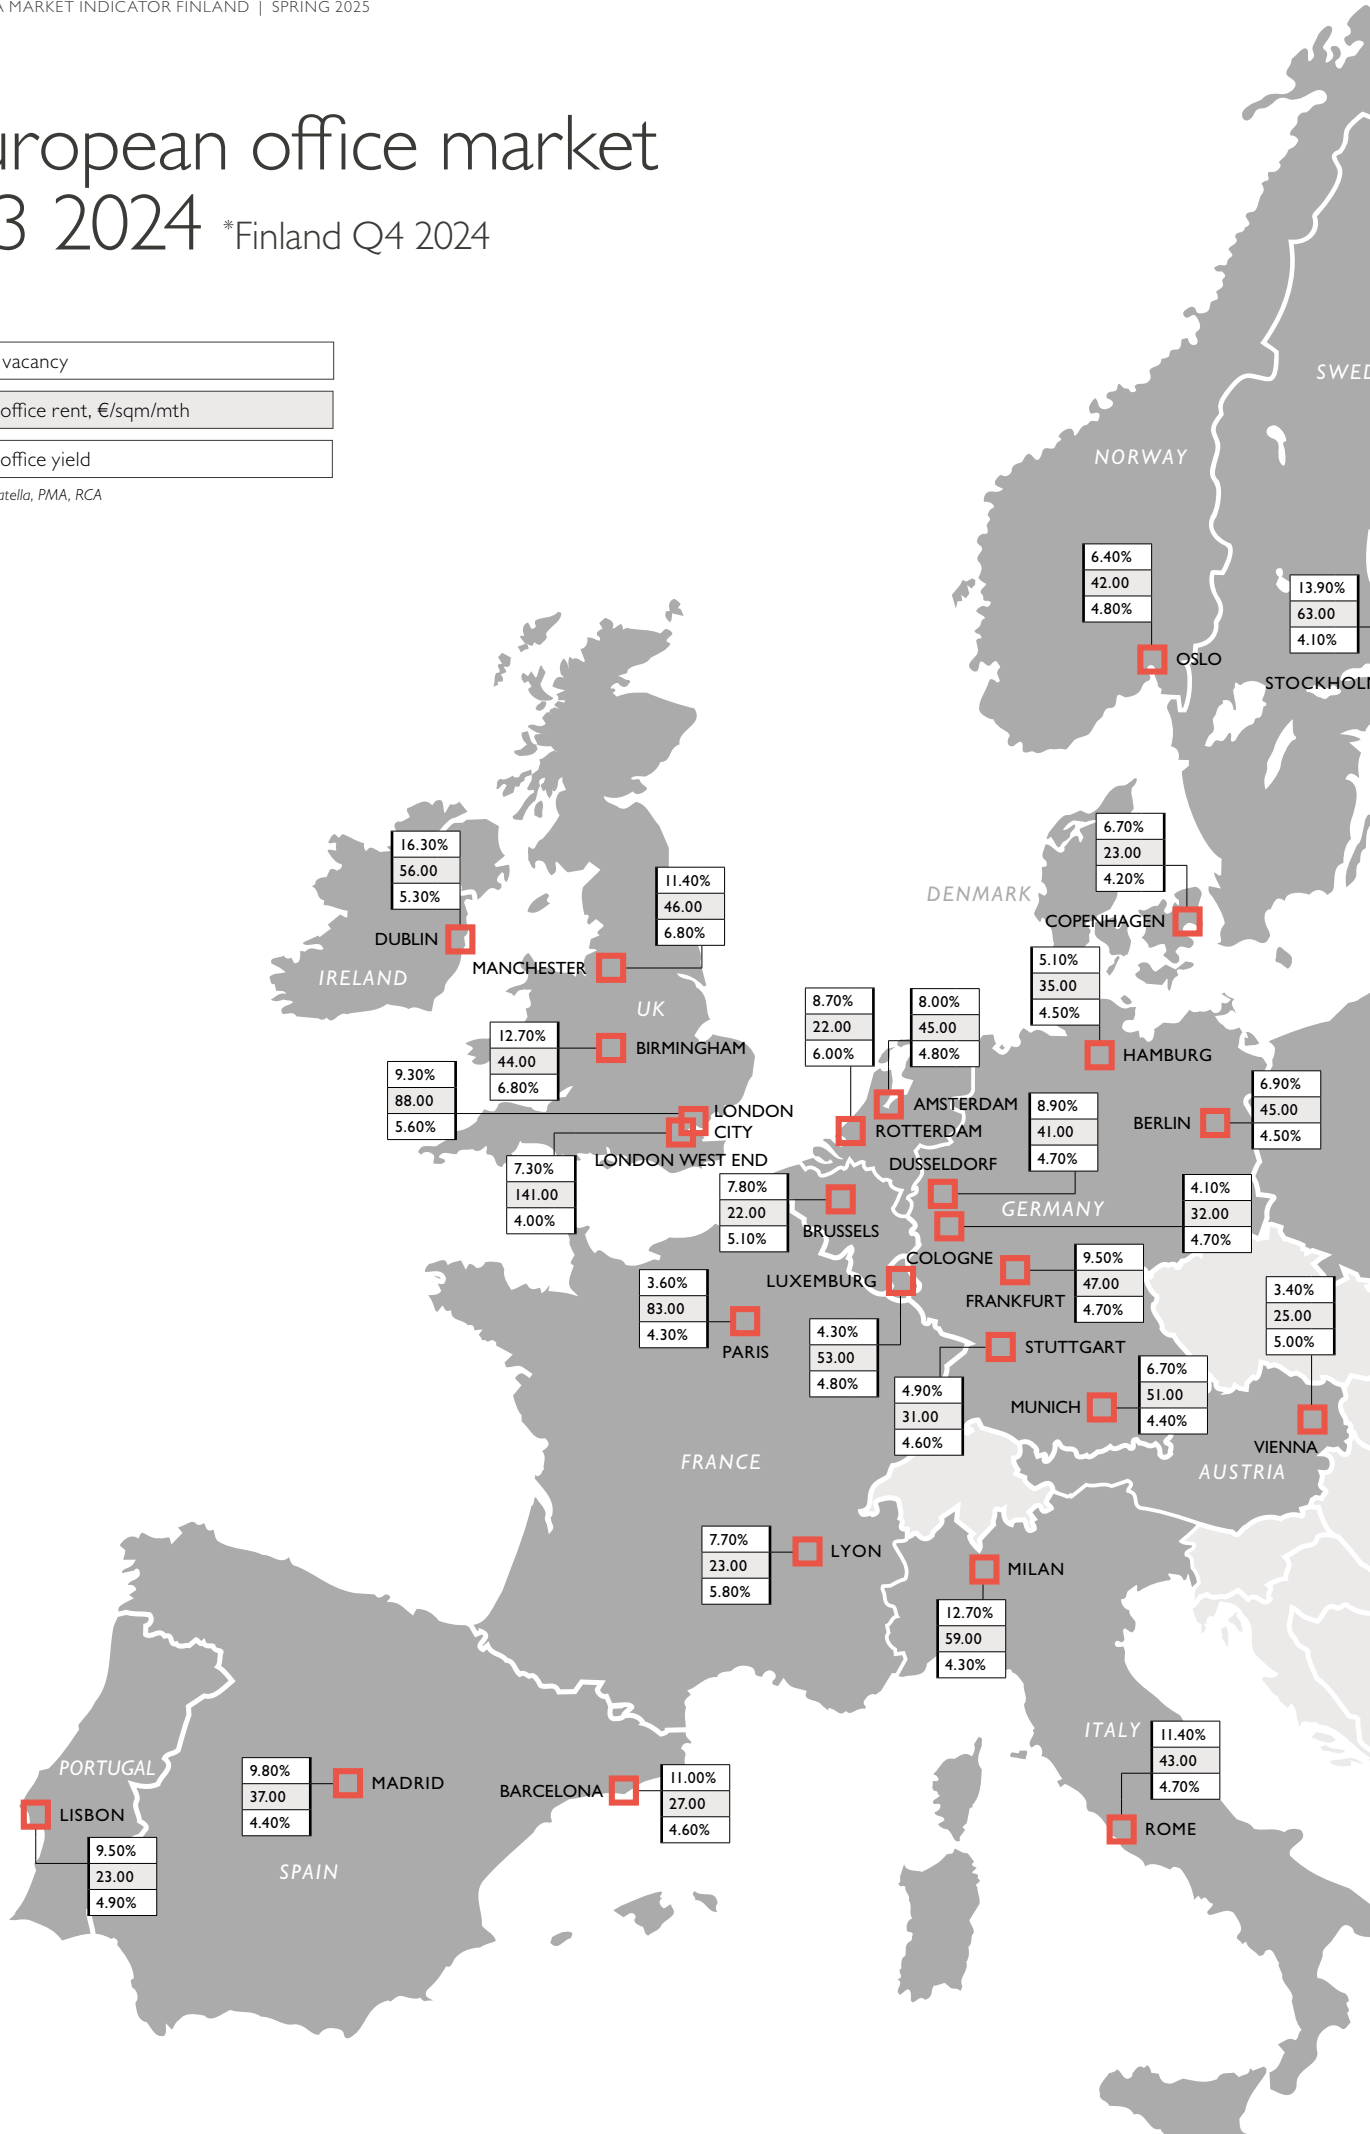 A MARKET INDICATOR FINLAND | SPRING 2025
uropean office market
3 2024 *Finland Q4 2024
vacancy
office rent, €/sqm/mth
office yield
atella, PMA, RCA
SWED
NORWAY
6.40%
42.00
4.80%
OSLO
13.90%
63.00
4.10%
STOCKHOLM
16.30%
56.00
5.30%
DUBLIN
IRELAND
11.40%
46.00
6.80%
MANCHESTER
UK
6.70%
23.00
4.20%
DENMARK
COPENHAGEN
5.10%
35.00
4.50%
HAMBURG
12.70%
44.00
6.80%
BIRMINGHAM
8.70%
22.00
6.00%
ROTTERDAM
8.00%
45.00
4.80%
AMSTERDAM
9.30%
88.00
5.60%
LONDON
CITY
7.30%
141.00
4.00%
LONDON WEST END
8.90%
41.00
4.70%
DUSSELDORF
6.90%
45.00
4.50%
BERLIN
7.80%
22.00
5.10%
BRUSSELS
GERMANY
4.10%
32.00
4.70%
COLOGNE
9.50%
47.00
4.70%
FRANKFURT
LUXEMBURG
4.30%
53.00
4.80%
3.60%
83.00
4.30%
PARIS
3.40%
25.00
5.00%
VIENNA
AUSTRIA
STUTTGART
4.90%
31.00
4.60%
MUNICH
6.70%
51.00
4.40%
FRANCE
7.70%
23.00
5.80%
LYON
MILAN
12.70%
59.00
4.30%
ITALY
11.40%
43.00
4.70%
ROME
PORTUGAL
LISBON
9.50%
23.00
4.90%
9.80%
37.00
4.40%
MADRID
SPAIN
BARCELONA
11.00%
27.00
4.60%